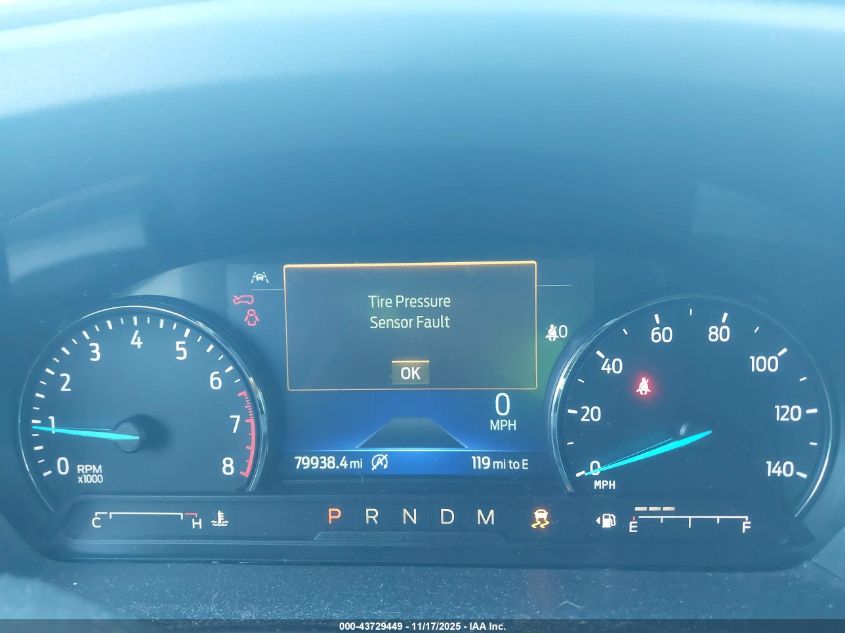 Tire Pressure
Sensor Fault
OK
0
0
MPH
79938.4 mi
119 mi to E
0 1 2 3 4 5 6 7 8
RPM
x1000
0 20 40 60 80 100 120 140
MPH
C H
P R N D M
E F
000-43729449 - 11/17/2025 - IAA Inc.